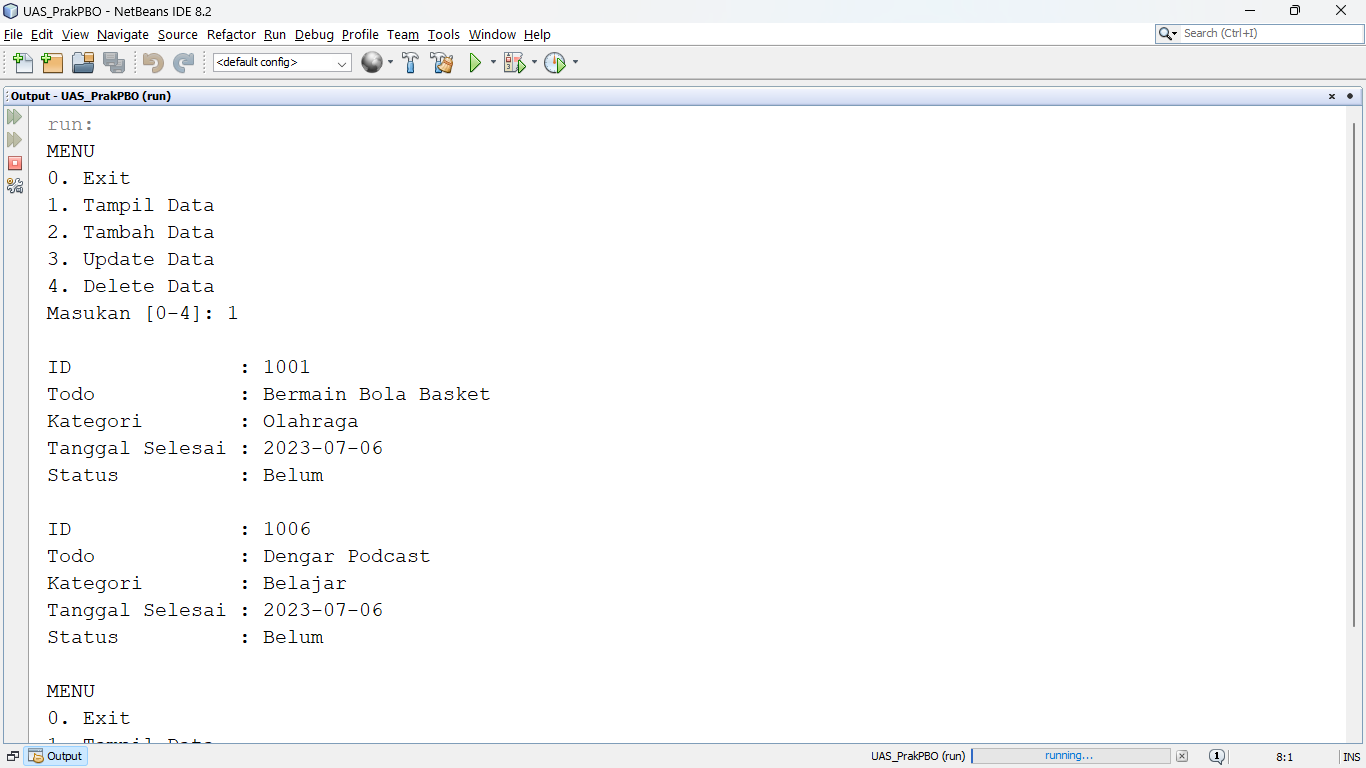 UAS_PrakPBO - NetBeans IDE 8.2
File Edit View Navigate Source Refactor Run Debug Profile Team Tools Window Help
Search (Ctrl+I)
<default config>
Output - UAS_PrakPBO (run)
run:
MENU
0. Exit
1. Tampil Data
2. Tambah Data
3. Update Data
4. Delete Data
Masukan [0-4]: 1
ID : 1001
Todo : Bermain Bola Basket
Kategori : Olahraga
Tanggal Selesai : 2023-07-06
Status : Belum
ID : 1006
Todo : Dengar Podcast
Kategori : Belajar
Tanggal Selesai : 2023-07-06
Status : Belum
MENU
0. Exit
1. Tampil Data
Output
UAS_PrakPBO (run) running... 1 8:1 INS